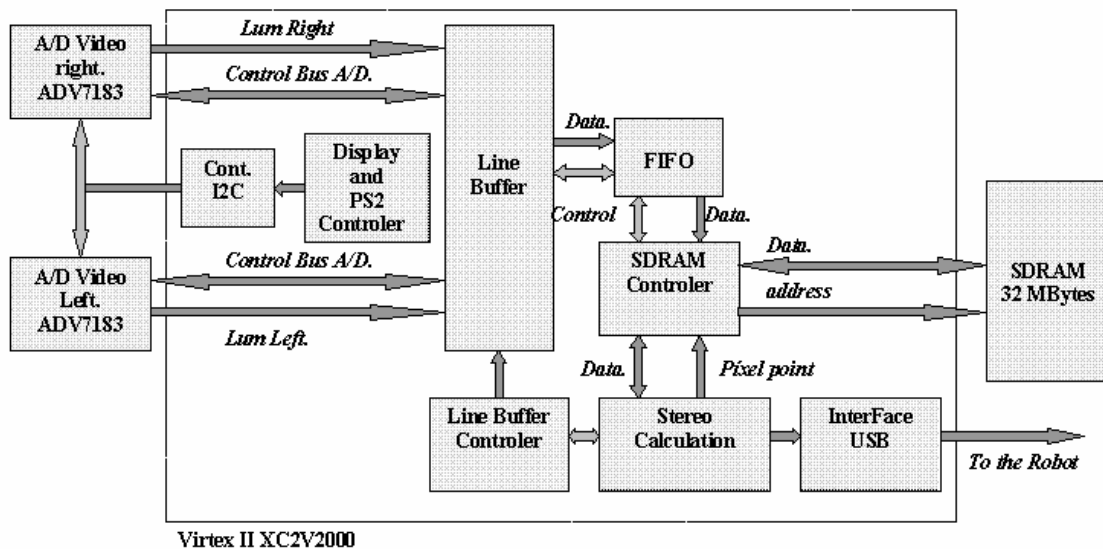 Lum Right
A/D Video
right.
ADV7183
Control Bus A/D.
Data.
Line
Buffer
FIFO
Display
and
PS2
Controler
Cont.
I2C
Control
Data.
Data.
SDRAM
Controler
SDRAM
32 MBytes
A/D Video
Left.
ADV7183
Control Bus A/D.
address
Lum Left.
Data.
Pixel point
Line Buffer
Controler
Stereo
Calculation
InterFace
USB
To the Robot
Virtex II XC2V2000